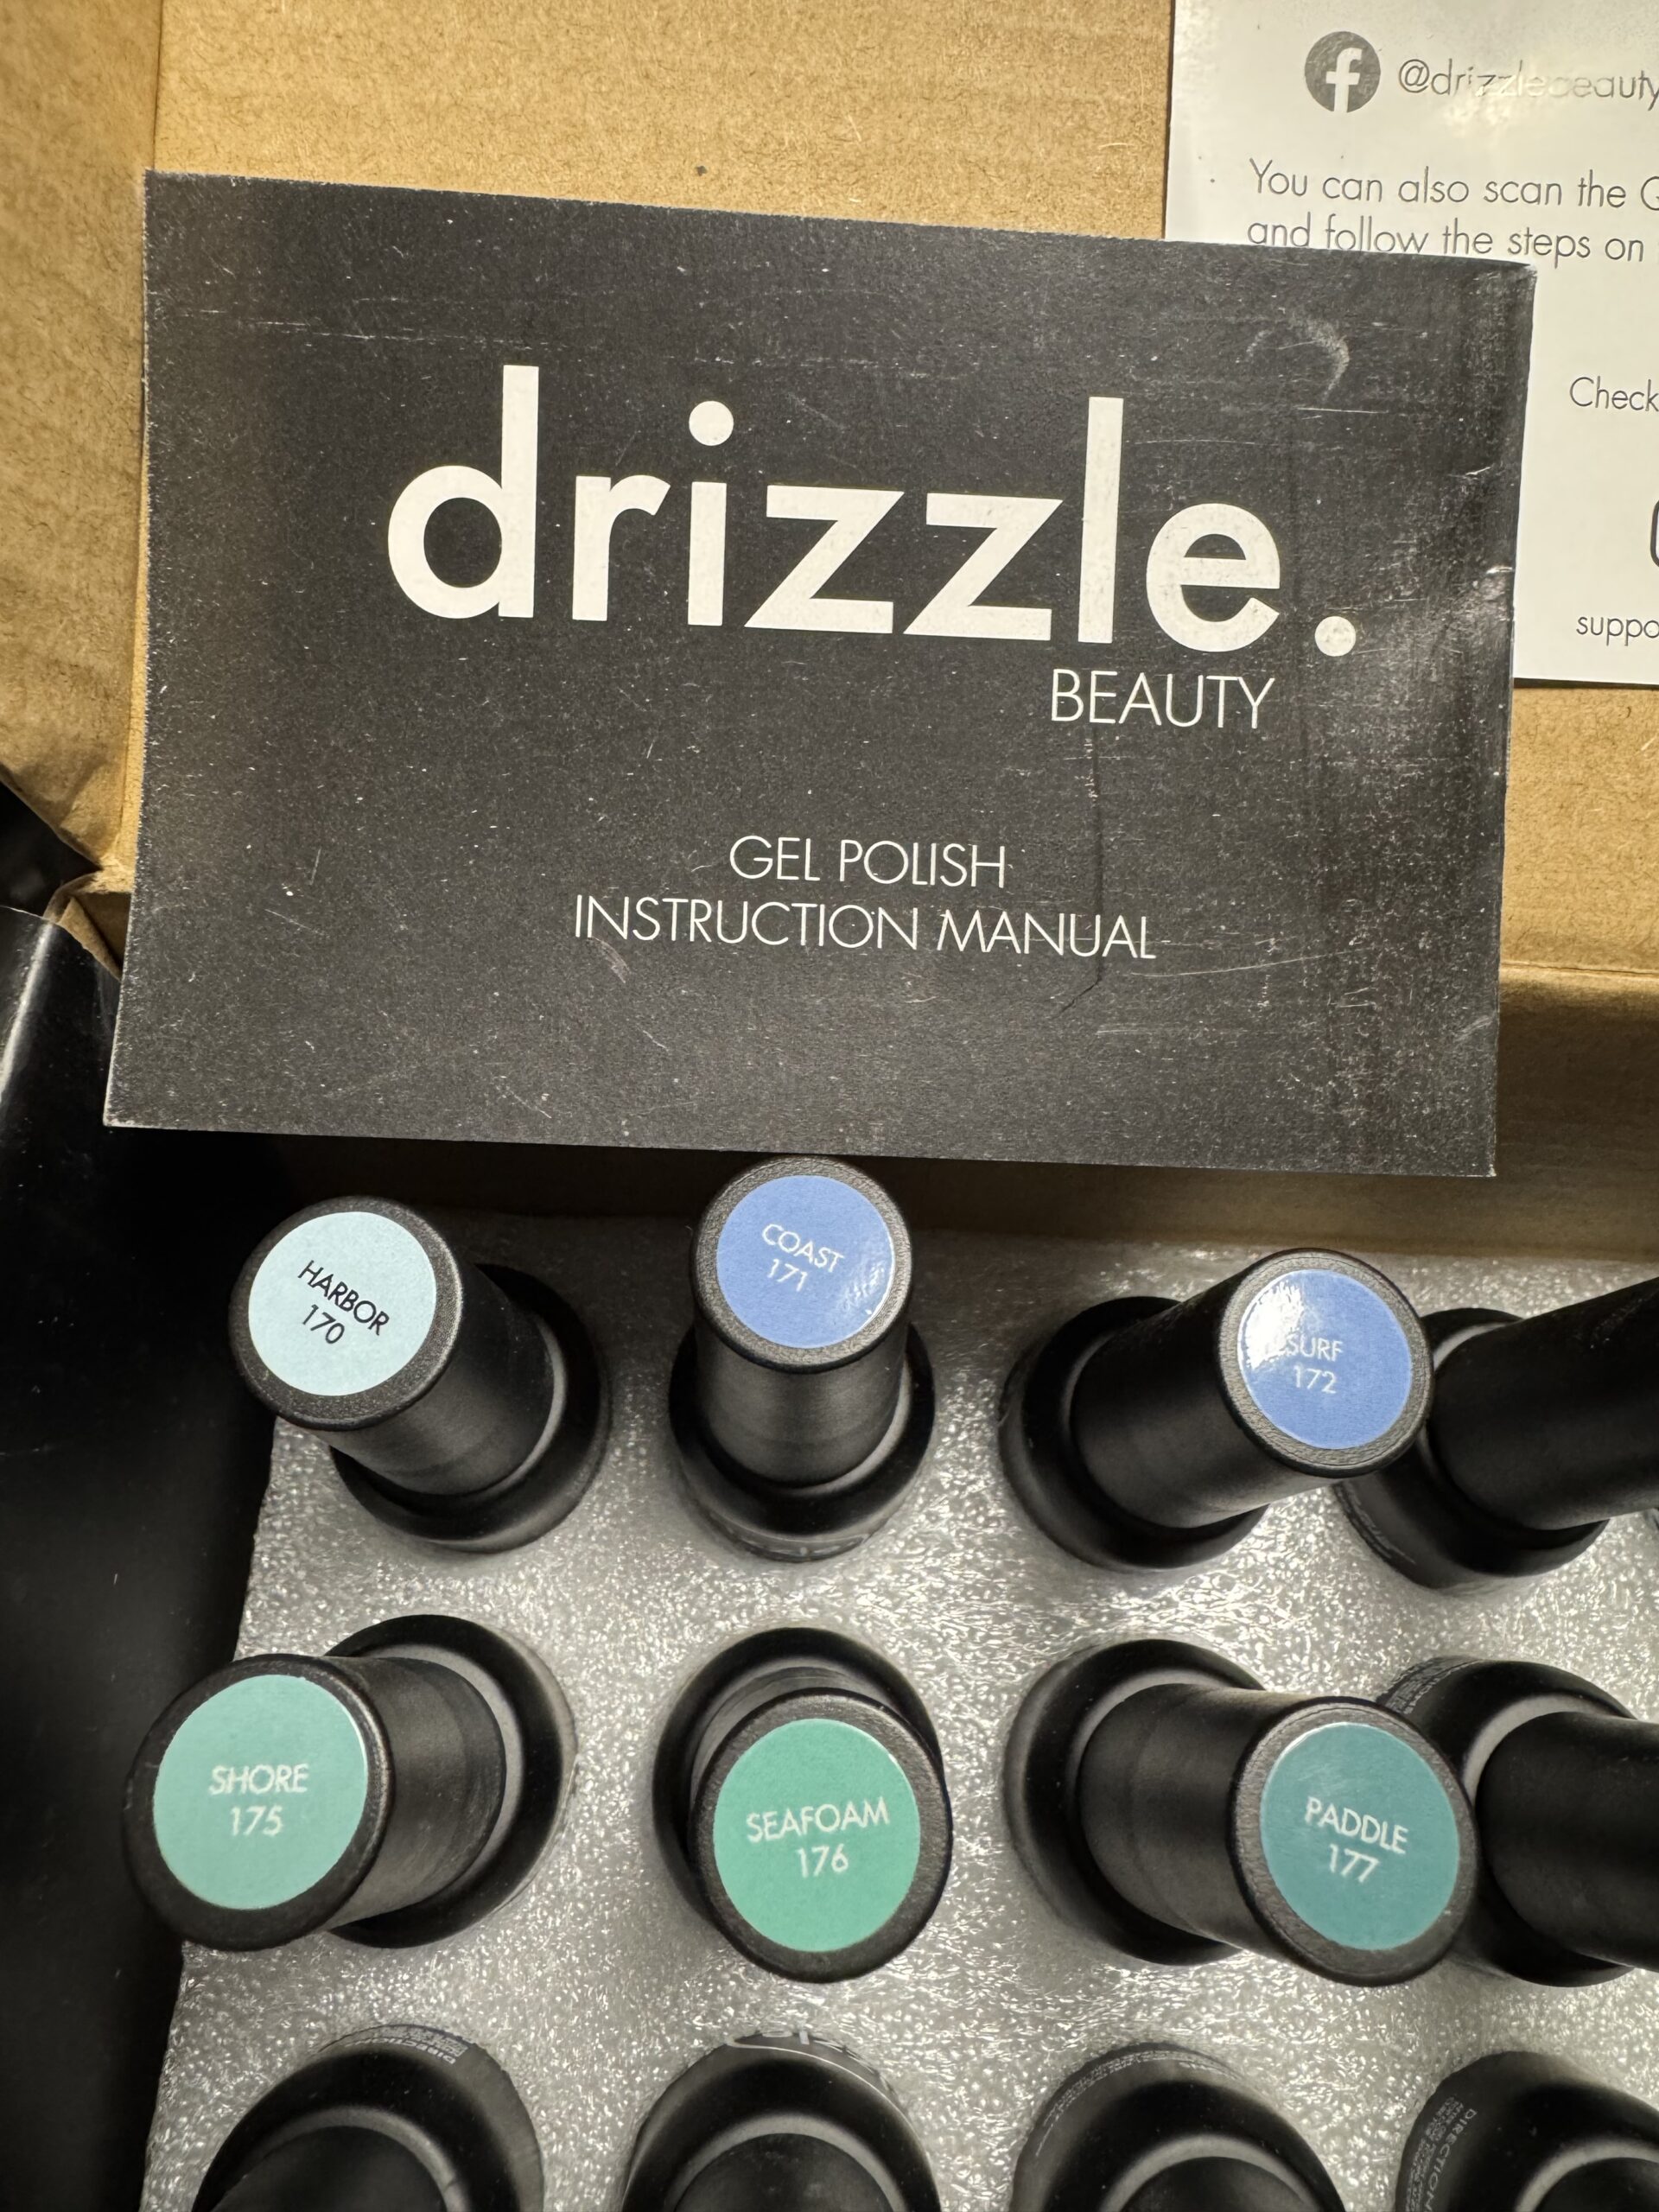 @drizzlebeauty
You can also scan the
and follow the steps on
Check
drizzle.
BEAUTY
GEL POLISH
INSTRUCTION MANUAL
HARBOR
170
COAST
171
SURF
172
SHORE
175
SEAFOAM
176
PADDLE
177